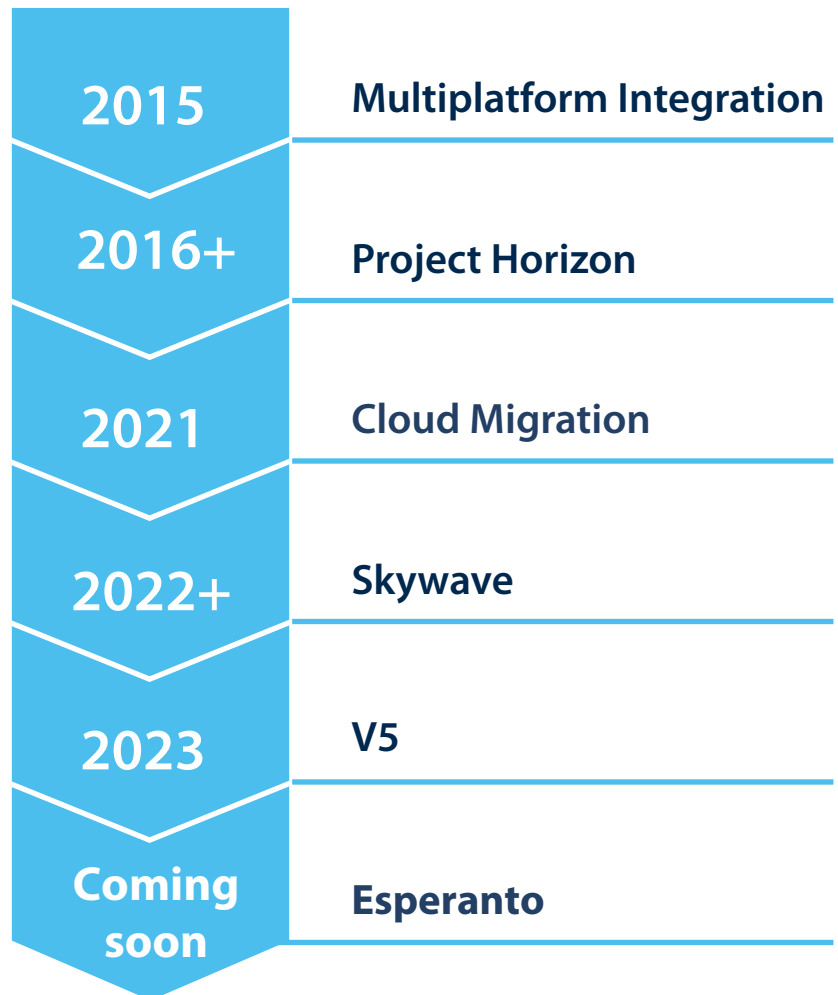 2015
Multiplatform Integration
2016+
Project Horizon
2021
Cloud Migration
2022+
Skywave
2023
V5
Coming
soon
Esperanto